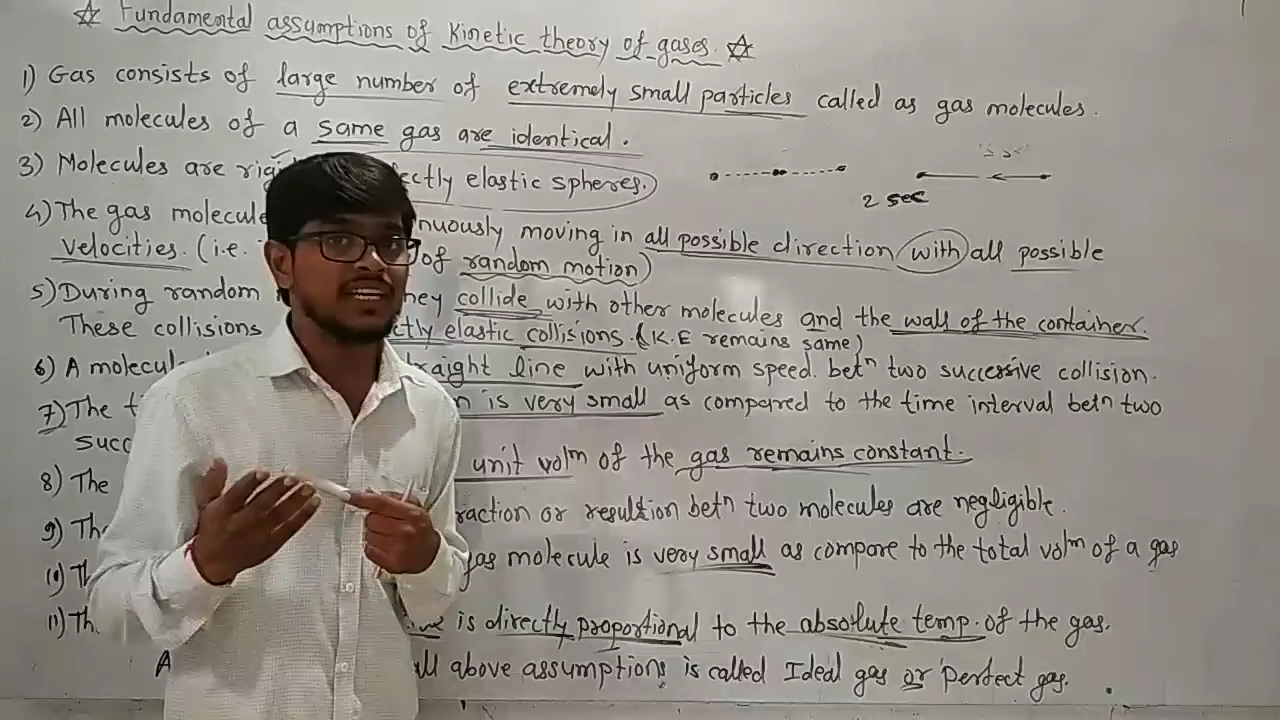 ☆ Fundamental assumptions of Kinetic theory of gases. ☆
1) Gas consists of large number of extremely small particles called as gas molecules.
2) All molecules of a same gas are identical.
3) Molecules are rig ctly elastic spheres.
2 sec
4) The gas molecule nuously moving in all possible direction with all possible
velocities. (i.e. of random motion)
5) During random hey collide with other molecules and the wall of the container.
These collisions ctly elastic collisions. (K.E remains same)
6) A molecul raight line with uniform speed. betn two successive collision.
7) The t n is very small as compared to the time interval betn two
succ
8) The unit volm of the gas remains constant.
9) The raction or resultion betn two molecules are negligible.
10) Th gas molecule is very small as compare to the total volm of a gas
11) Th. is directly proportional to the absolute temp. of the gas.
A all above assumptions is called Ideal gas or Perfect gas.